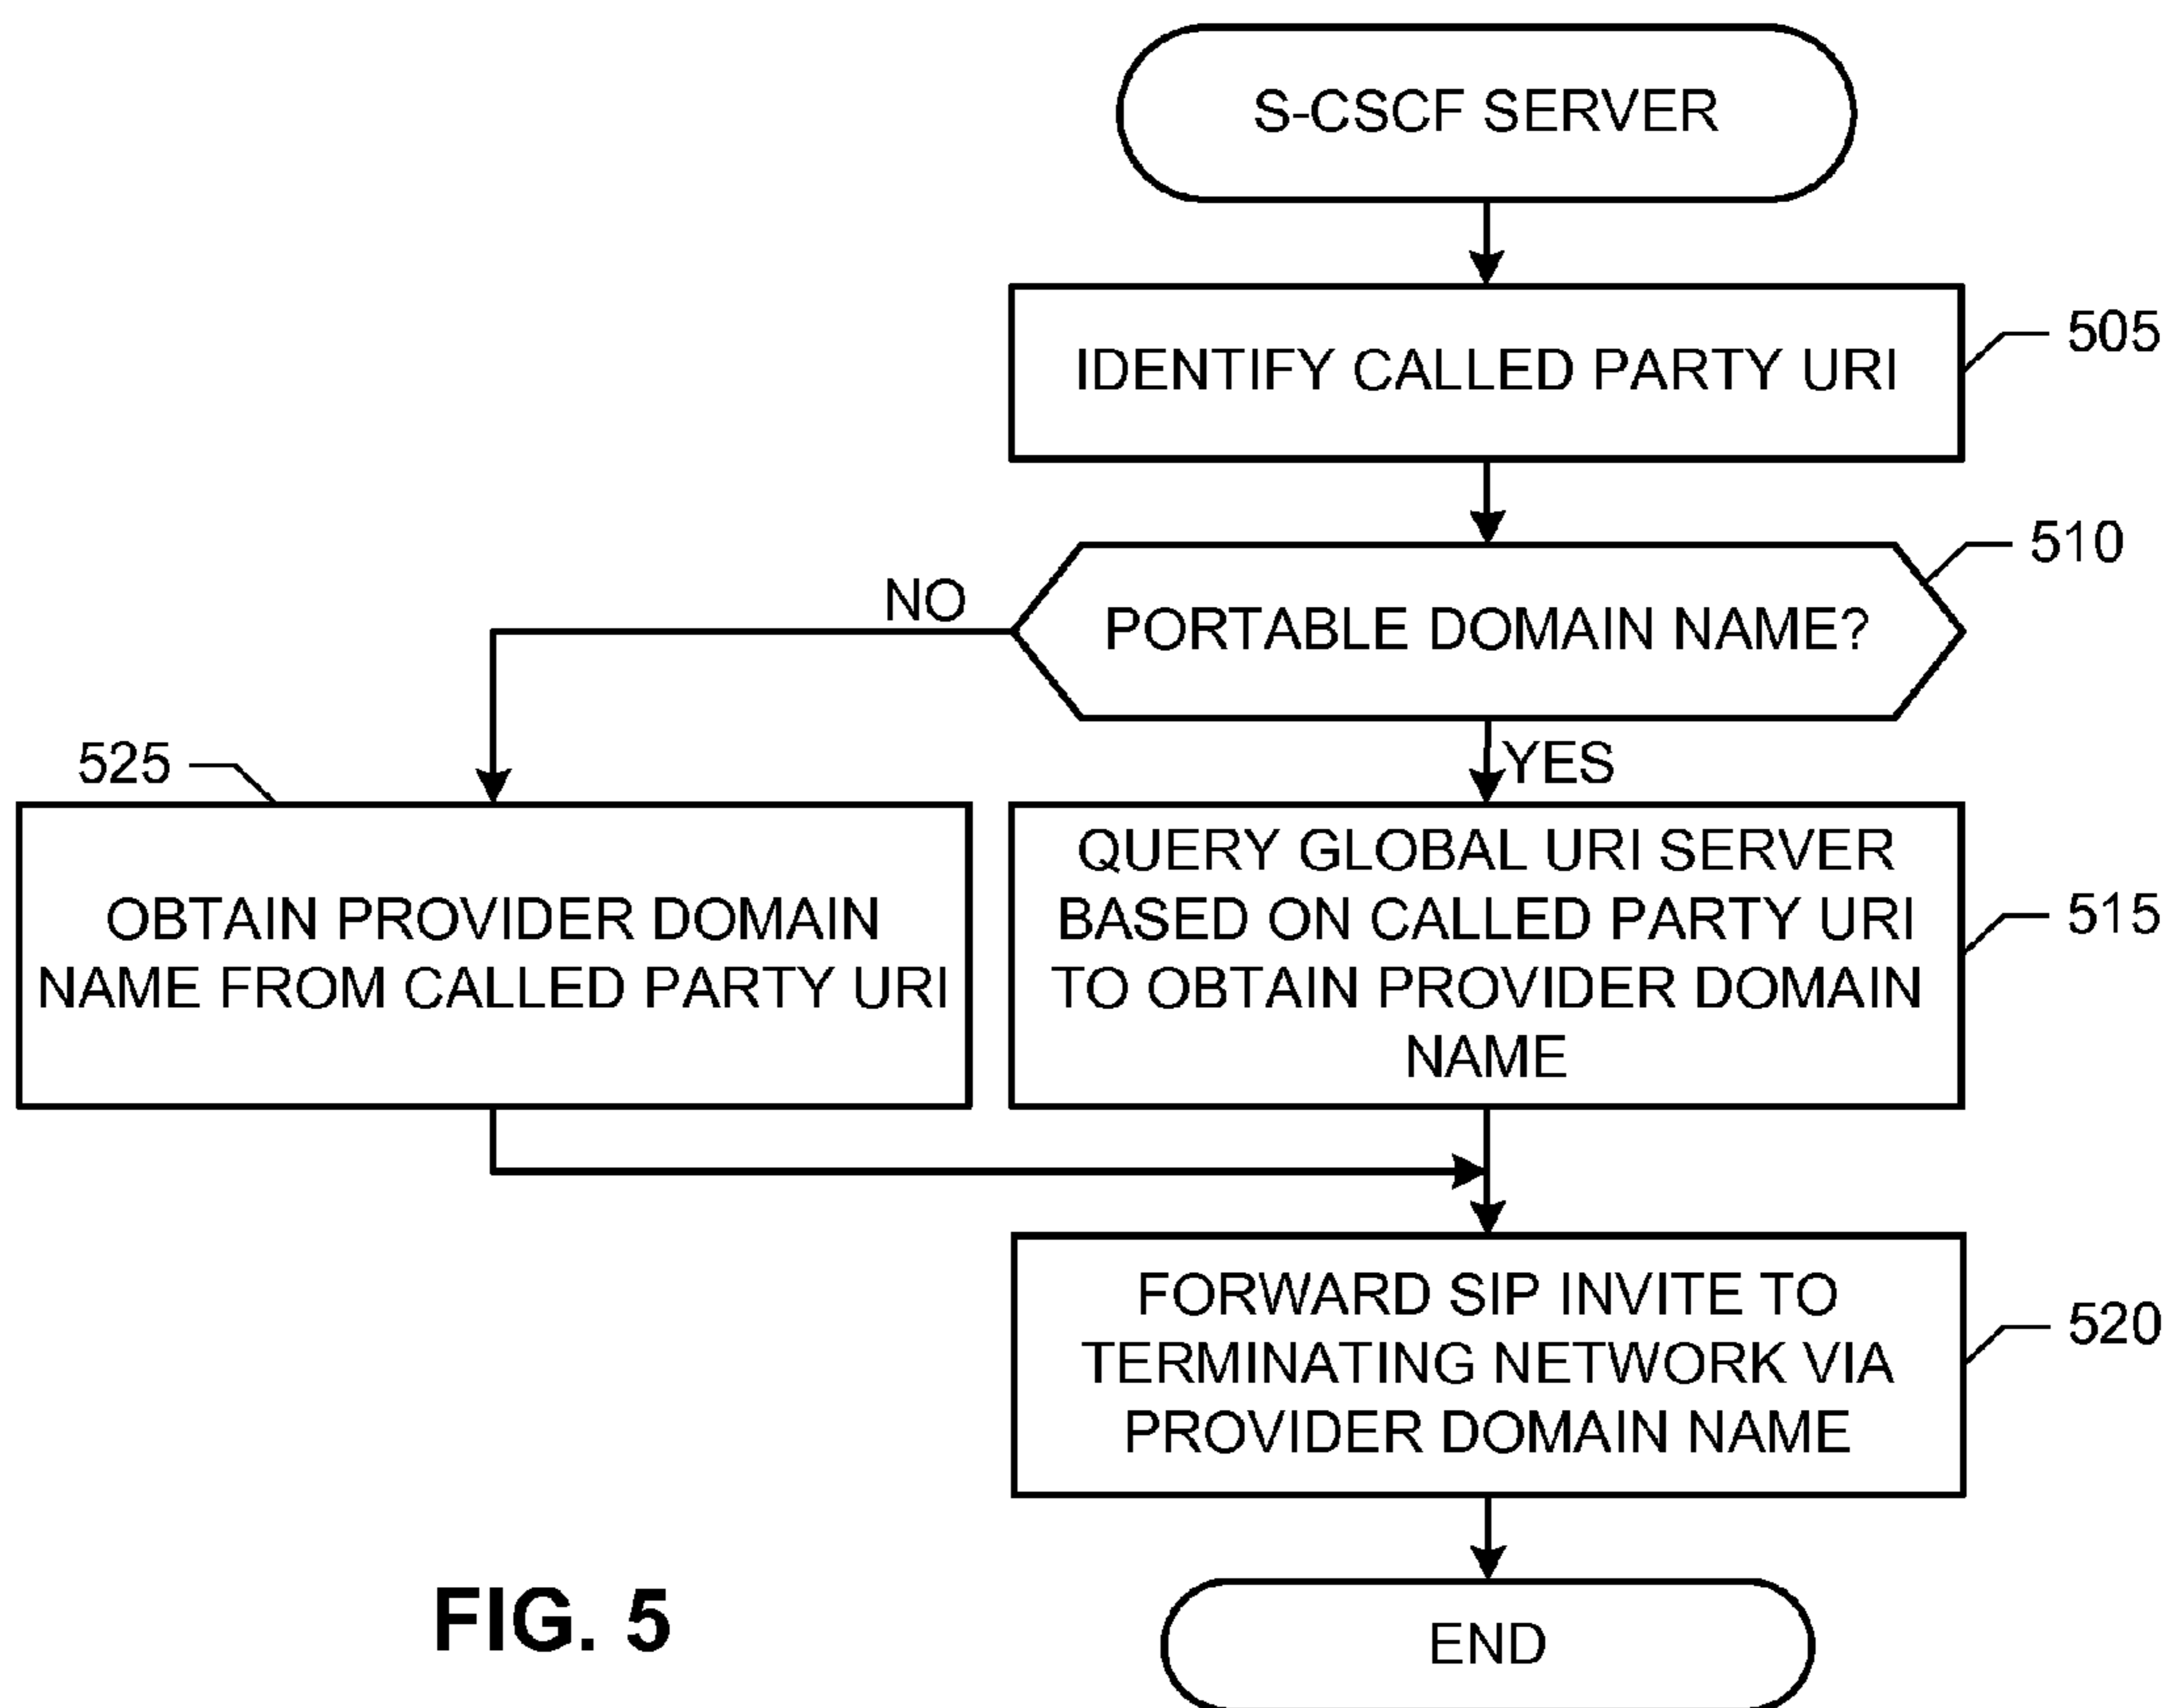 S-CSCF SERVER
IDENTIFY CALLED PARTY URI
505
510
NO
PORTABLE DOMAIN NAME?
YES
525
OBTAIN PROVIDER DOMAIN
NAME FROM CALLED PARTY URI
QUERY GLOBAL URI SERVER
BASED ON CALLED PARTY URI
TO OBTAIN PROVIDER DOMAIN
NAME
515
FORWARD SIP INVITE TO
TERMINATING NETWORK VIA
PROVIDER DOMAIN NAME
520
FIG. 5
END